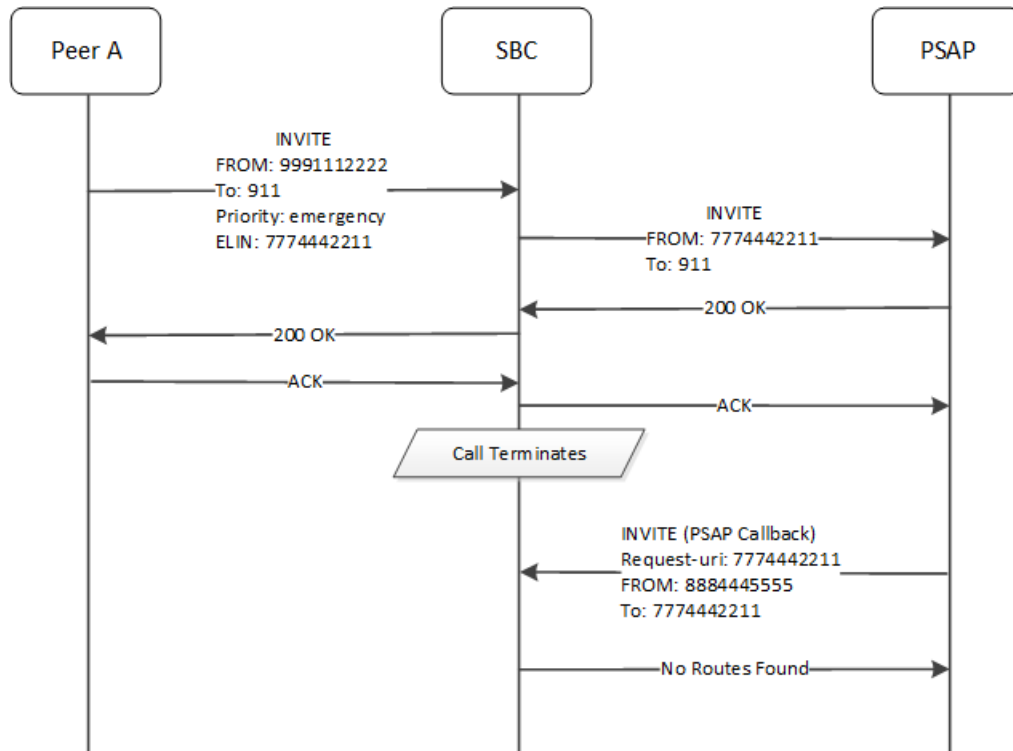 Peer A
SBC
PSAP
INVITE
FROM: 9991112222
To: 911
Priority: emergency
ELIN: 7774442211
INVITE
FROM: 7774442211
To: 911
200 OK
200 OK
ACK
ACK
Call Terminates
INVITE (PSAP Callback)
Request-uri: 7774442211
FROM: 8884445555
To: 7774442211
No Routes Found